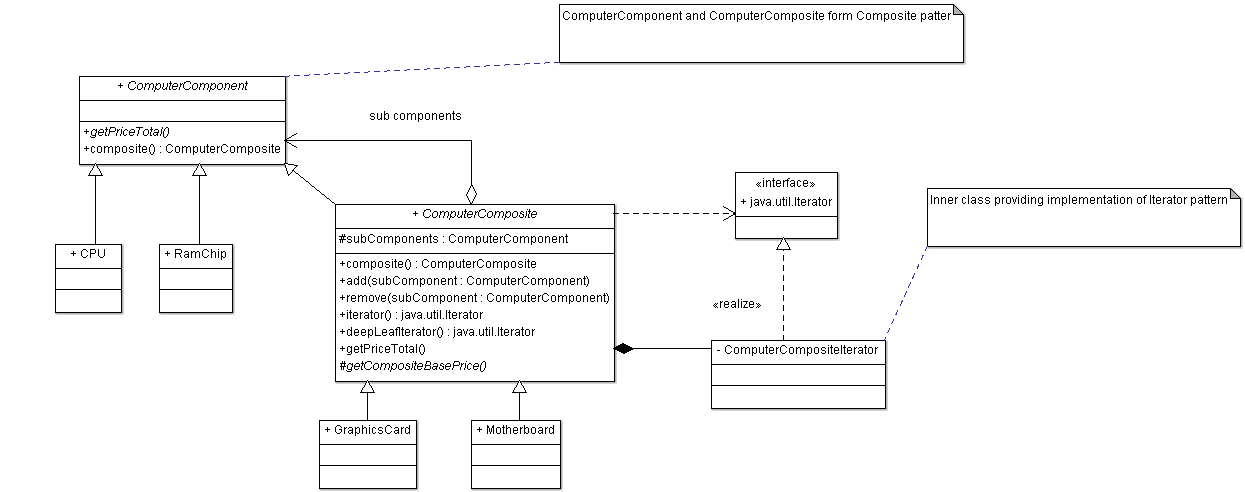 ComputerComponent and ComputerComposite form Composite patter
+ ComputerComponent
+getPriceTotal()
+composite() : ComputerComposite
sub components
«interface»
+ java.util.Iterator
Inner class providing implementation of Iterator pattern
+ ComputerComposite
#subComponents : ComputerComponent
+composite() : ComputerComposite
+add(subComponent : ComputerComponent)
+remove(subComponent : ComputerComponent)
+iterator() : java.util.Iterator
+deepLeafIterator() : java.util.Iterator
+getPriceTotal()
#getCompositeBasePrice()
+ CPU
+ RamChip
«realize»
- ComputerCompositeIterator
+ GraphicsCard
+ Motherboard